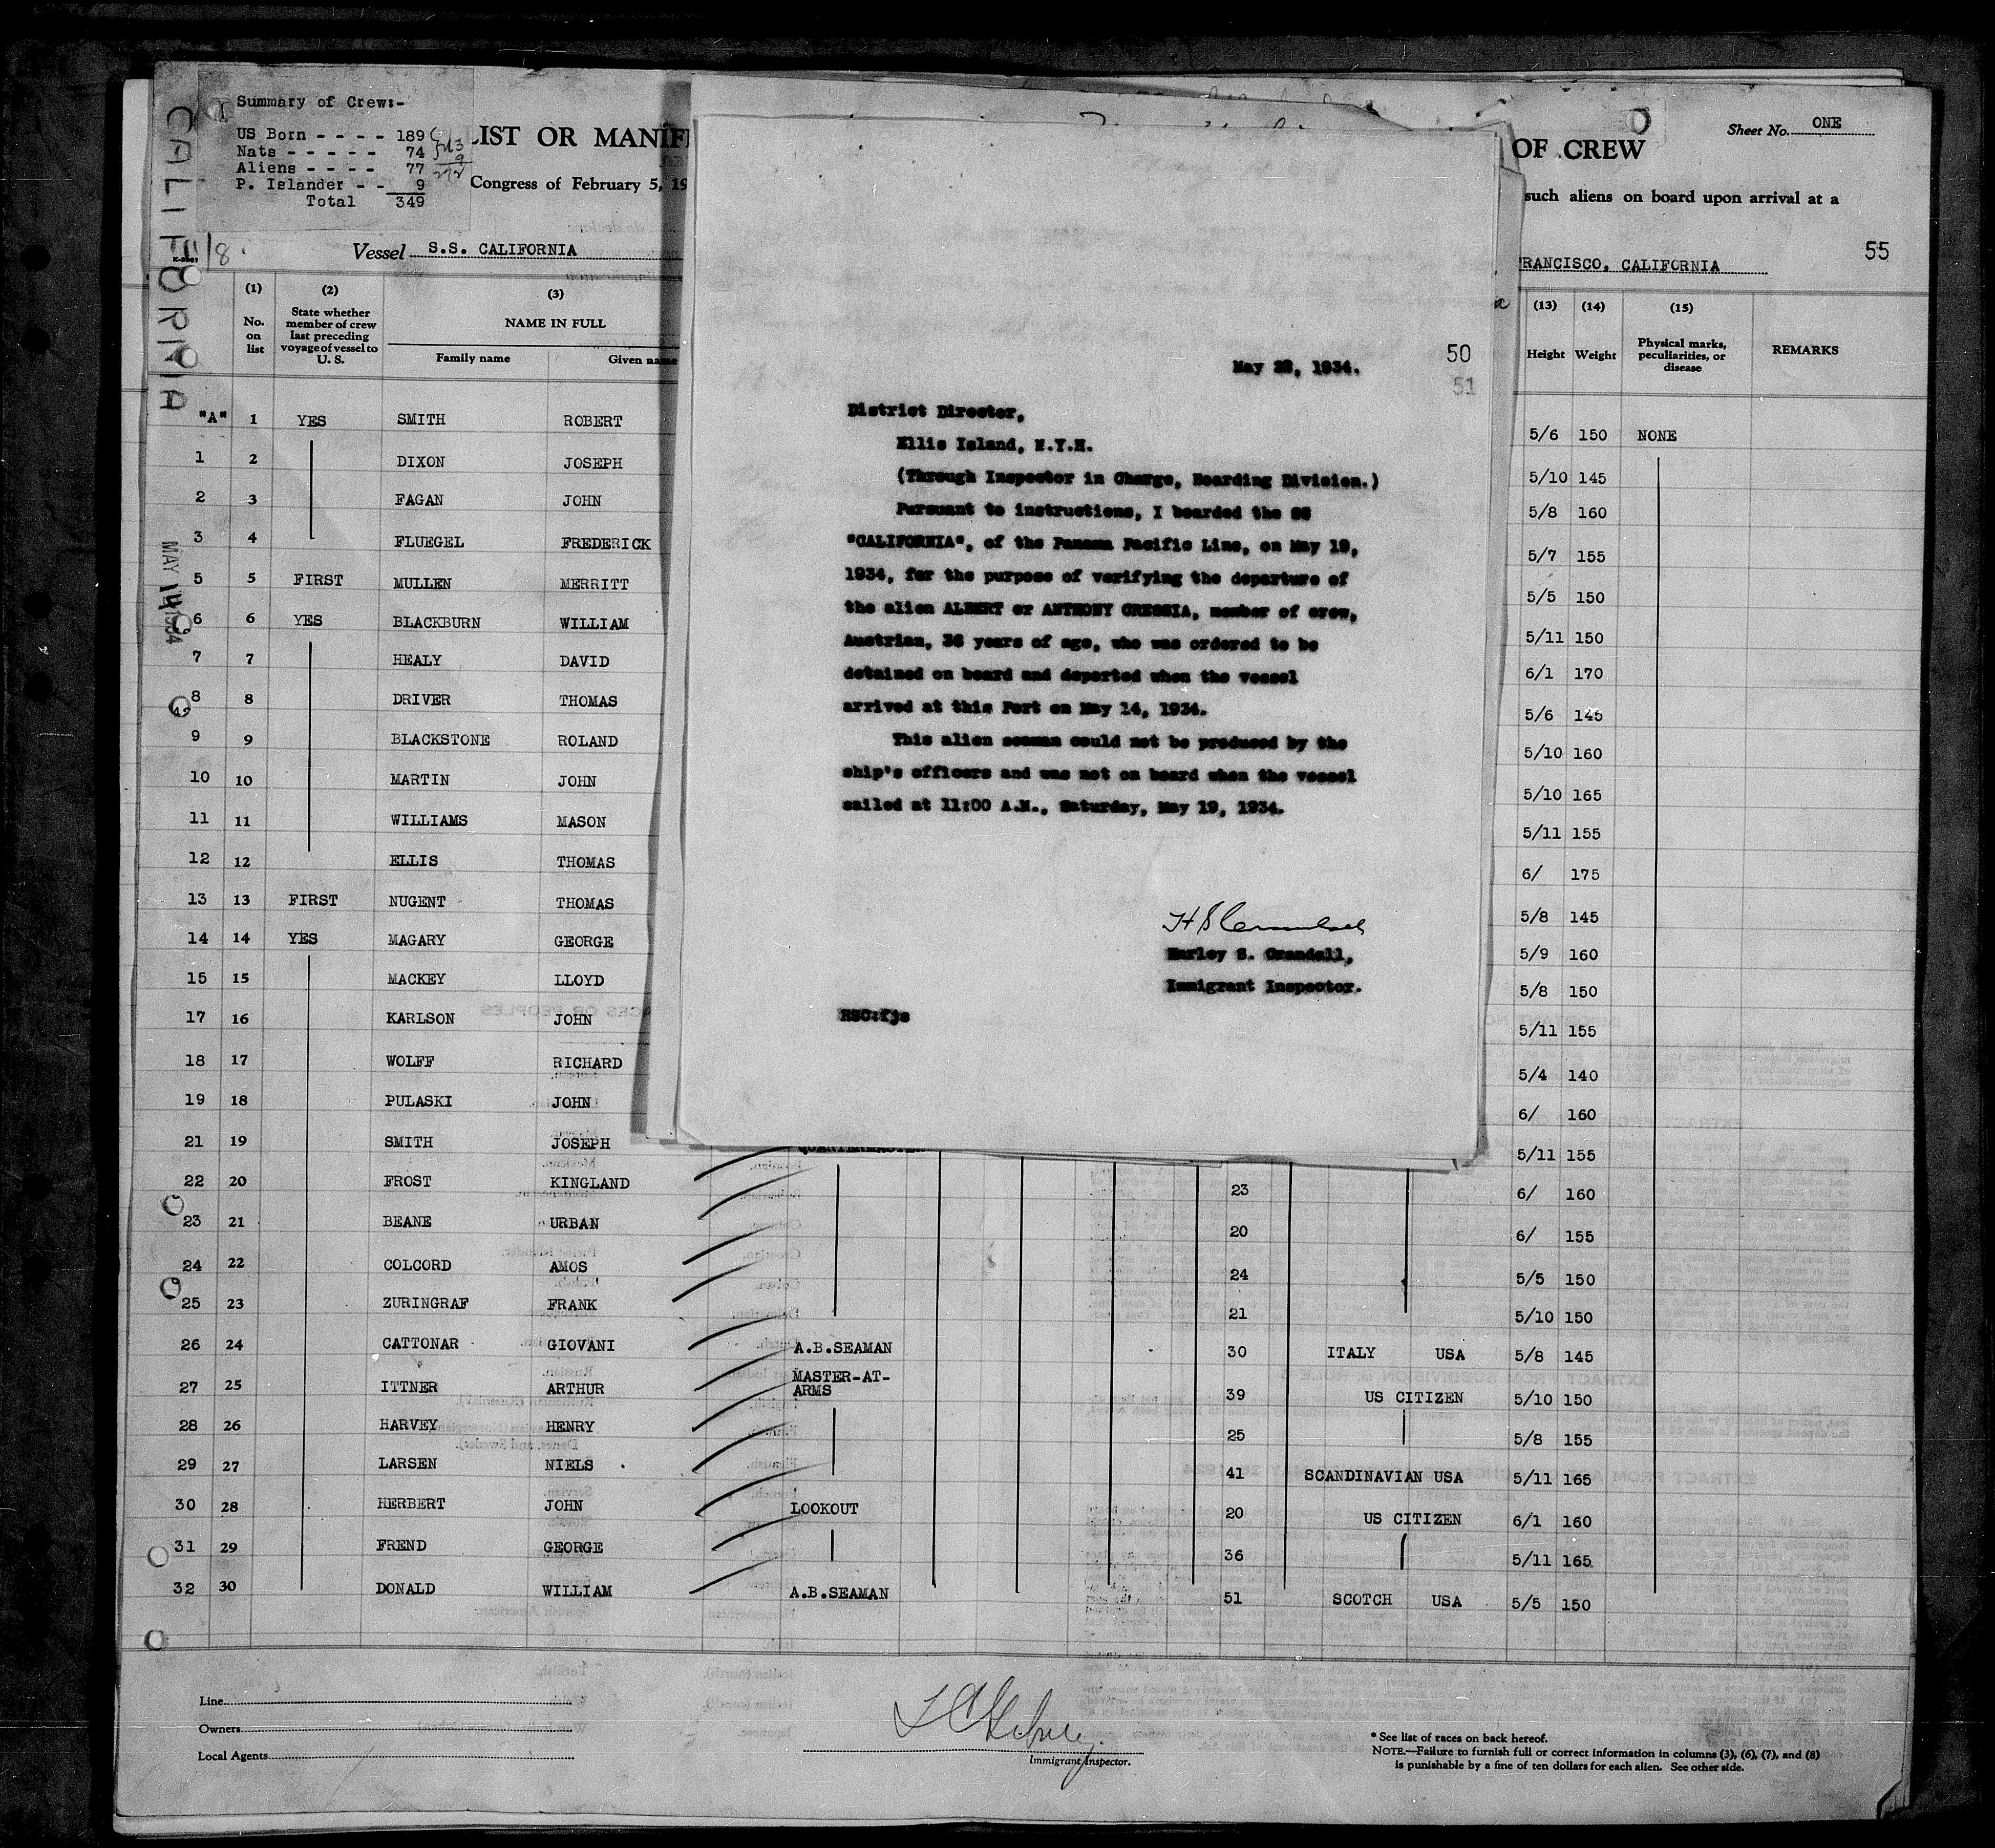 CALIFORNIA
Summary of Crew:-
US Born - - - - 189
Nats - - - - - 74
Aliens - - - - 77
P. Islander - - 9
Total 349
LIST OR MANIF
OF CREW
Sheet No. ONE
Congress of February 5, 19
such aliens on board upon arrival at a
Vessel S.S. CALIFORNIA
RANCISCO, CALIFORNIA
55
(1) (2) (3) (13) (14) (15)
No. on list
State whether member of crew last preceding voyage of vessel to U. S.
NAME IN FULL
Family name Given name
Height Weight
Physical marks, peculiarities, or disease
REMARKS
MAY 14 1934
"A" 1 YES SMITH ROBERT 5/6 150 NONE
1 2 DIXON JOSEPH 5/10 145
2 3 FAGAN JOHN 5/8 160
3 4 FLUEGEL FREDERICK 5/7 155
5 5 FIRST MULLEN MERRITT 5/5 150
6 6 YES BLACKBURN WILLIAM 5/11 150
7 7 HEALY DAVID 6/1 170
8 8 DRIVER THOMAS 5/6 145
9 9 BLACKSTONE ROLAND 5/10 160
10 10 MARTIN JOHN 5/10 165
11 11 WILLIAMS MASON 5/11 155
12 12 ELLIS THOMAS 6/ 175
13 13 FIRST NUGENT THOMAS 5/8 145
14 14 YES MAGARY GEORGE 5/9 160
15 15 MACKEY LLOYD 5/8 150
17 16 KARLSON JOHN 5/11 155
18 17 WOLFF RICHARD 5/4 140
19 18 PULASKI JOHN 6/ 160
21 19 SMITH JOSEPH QUARTERMASTER 5/11 155
22 20 FROST KINGLAND 23 6/ 160
23 21 BEANE URBAN 20 6/ 155
24 22 COLCORD AMOS 24 5/5 150
25 23 ZURINGRAF FRANK 21 5/10 150
26 24 CATTONAR GIOVANI A.B.SEAMAN 30 ITALY USA 5/8 145
27 25 ITTNER ARTHUR MASTER-AT-ARMS 39 US CITIZEN 5/10 150
28 26 HARVEY HENRY 25 5/8 155
29 27 LARSEN NIELS 41 SCANDINAVIAN USA 5/11 165
30 28 HERBERT JOHN LOOKOUT 20 US CITIZEN 6/1 160
31 29 FREND GEORGE 36 5/11 165
32 30 DONALD WILLIAM A.B.SEAMAN 51 SCOTCH USA 5/5 150
50
51
May 22, 1934.
District Director,
Ellis Island, N.Y.H.
(Through Inspector in Charge, Boarding Division.)
Pursuant to instructions, I boarded the SS
"CALIFORNIA", of the Panama Pacific Line, on May 19,
1934, for the purpose of verifying the departure of
the alien ALBERT or ANTHONY GRESSIA, member of crew,
Austrian, 36 years of age, who was ordered to be
detained on board and deported when the vessel
arrived at this Port on May 14, 1934.
This alien seaman could not be produced by the
ship's officers and was not on board when the vessel
sailed at 11:00 A.M., Saturday, May 19, 1934.
Harley S. Crandall,
Immigrant Inspector.
HSC:fjs
Line
Owners
Local Agents
Immigrant Inspector.
* See list of races on back hereof.
NOTE.—Failure to furnish full or correct information in columns (3), (6), (7), and (8)
is punishable by a fine of ten dollars for each alien. See other side.